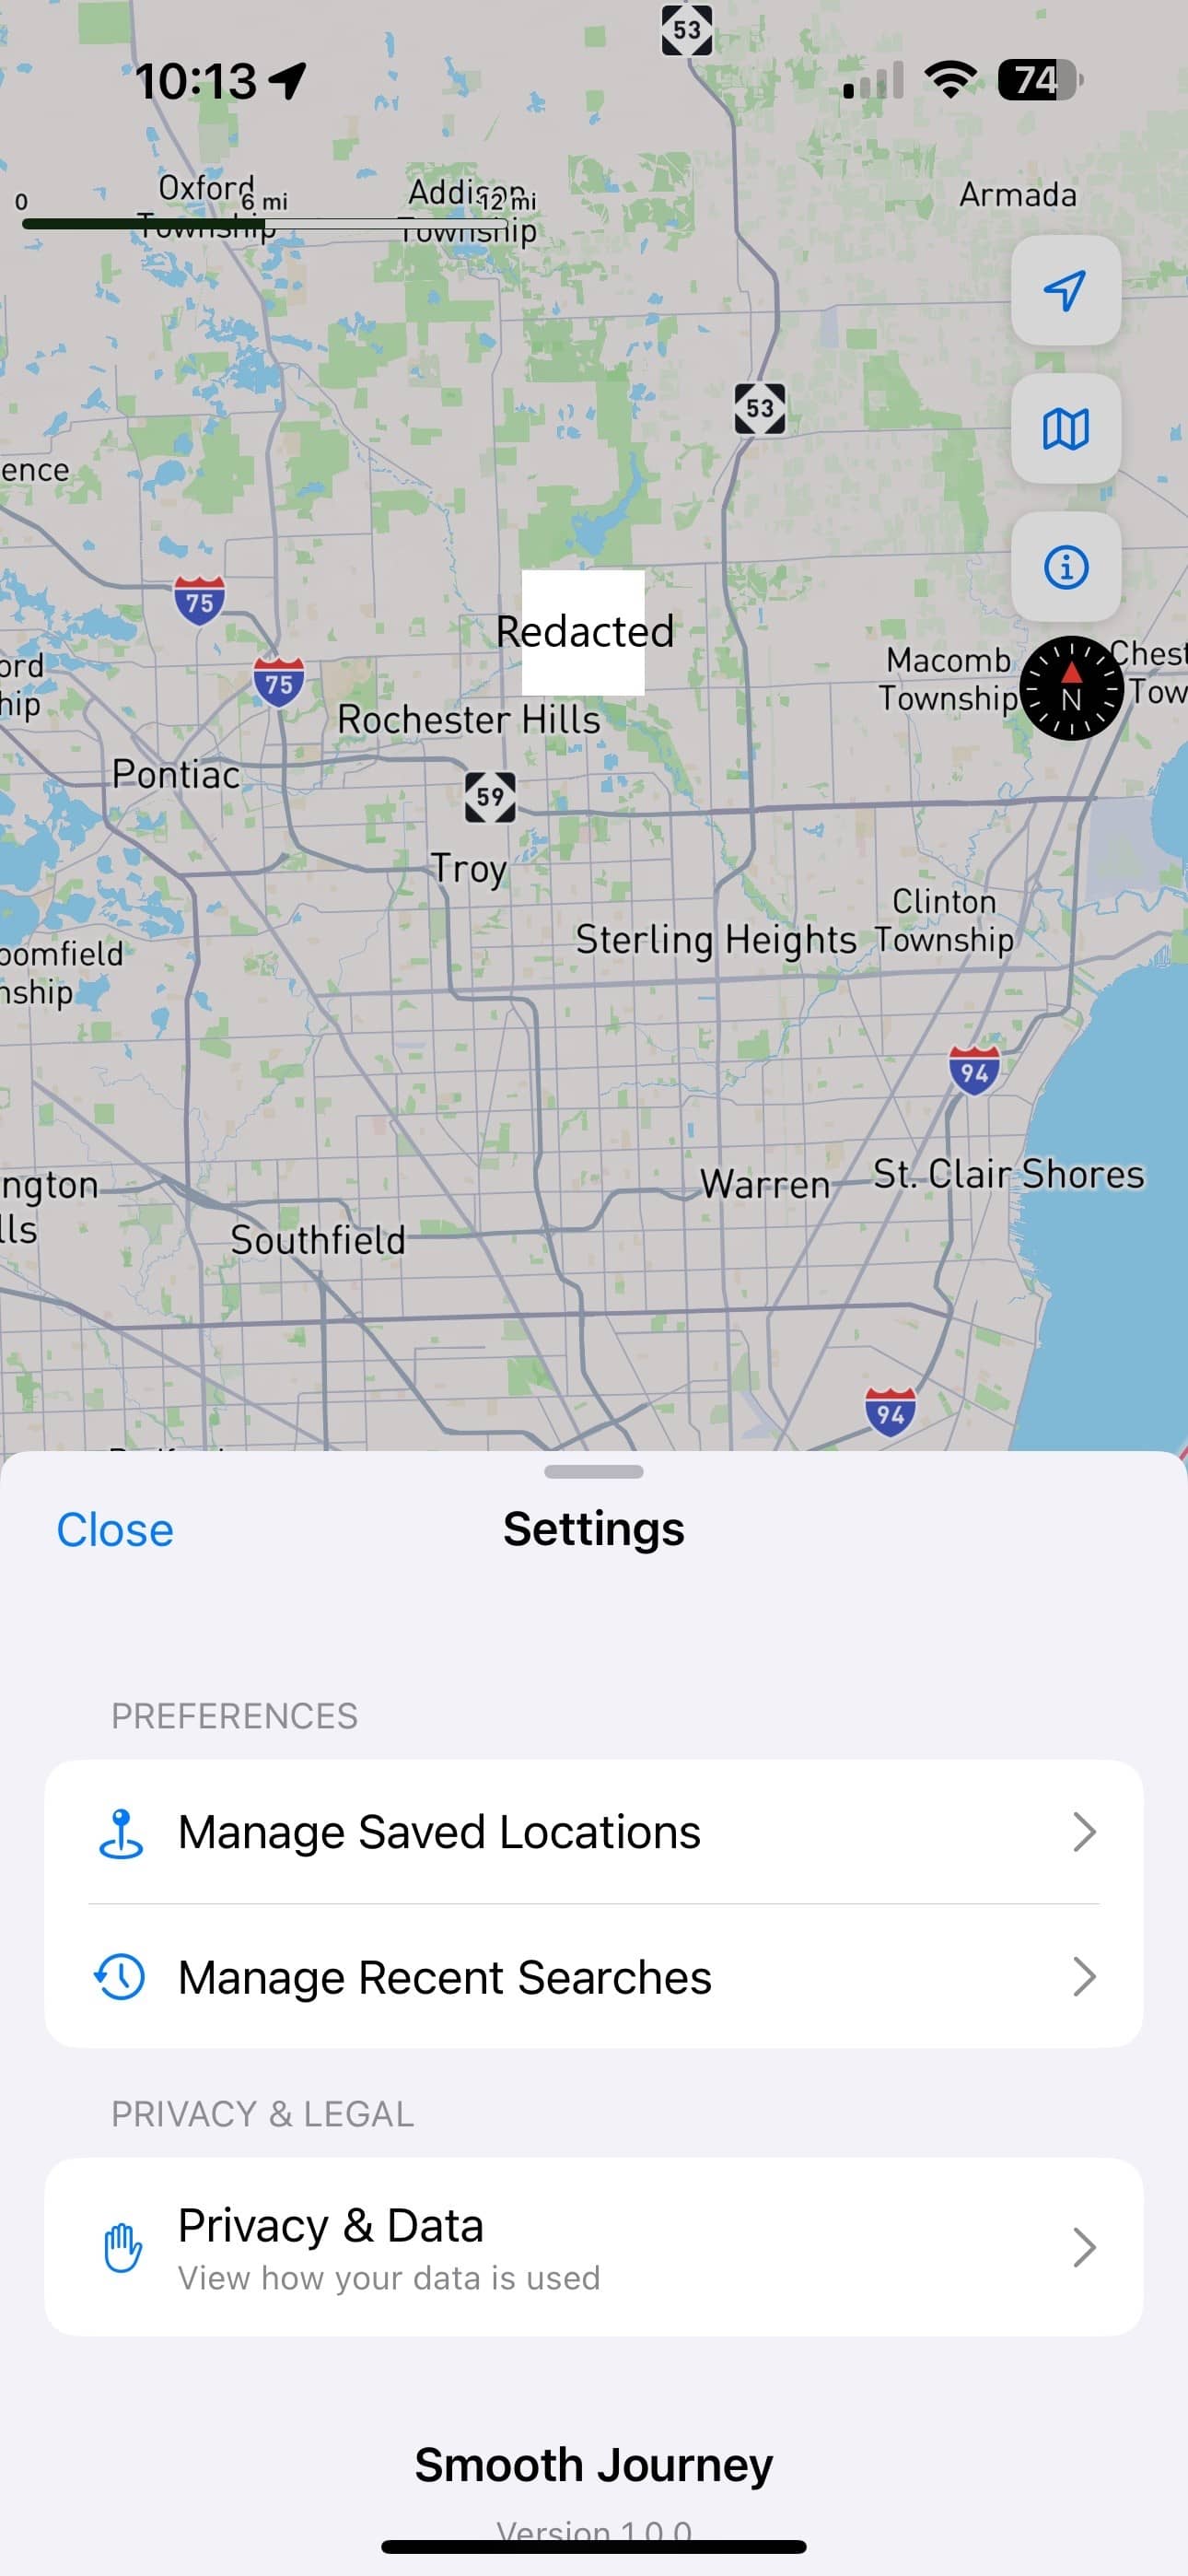 53
10:13
74
Oxford
Township
0
6 mi
12 mi
Township
Armada
53
ence
75
Redacted
ord
hip
75
Macomb
Township
N
Chest
Tow
Rochester Hills
Pontiac
59
Troy
Clinton
Township
Sterling Heights
oomfield
nship
94
ngton
lls
Warren
St. Clair Shores
Southfield
94
Close
Settings
PREFERENCES
Manage Saved Locations
Manage Recent Searches
PRIVACY & LEGAL
Privacy & Data
View how your data is used
Smooth Journey
Version 1.0.0